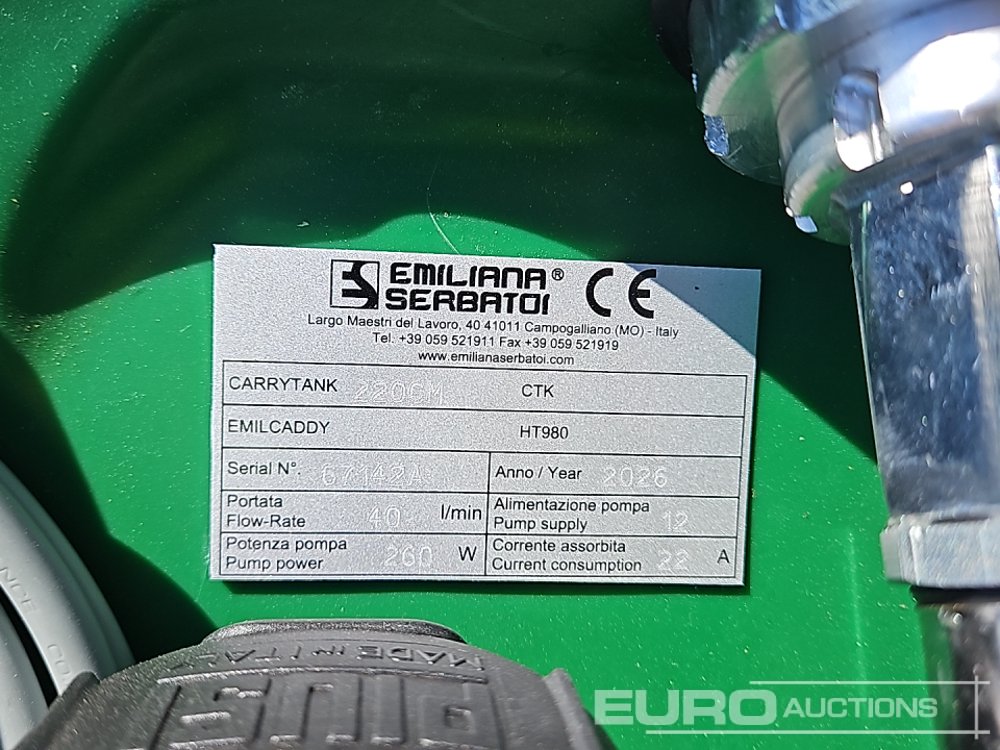 EMILIANA®
SERBATOI
CE
Largo Maestri del Lavoro, 40 41011 Campogalliano (MO) - Italy
Tel. +39 059 521911 Fax +39 059 521919
www.emilianaserbatoi.com
CARRYTANK 220CM CTK
EMILCADDY HT980
Serial N°. 67142A Anno / Year 2026
Portata
Flow-Rate 40 l/min
Alimentazione pompa
Pump supply 12
Potenza pompa
Pump power 260 W
Corrente assorbita
Current consumption 22 A
MADE IN ITALY
EURO AUCTIONS